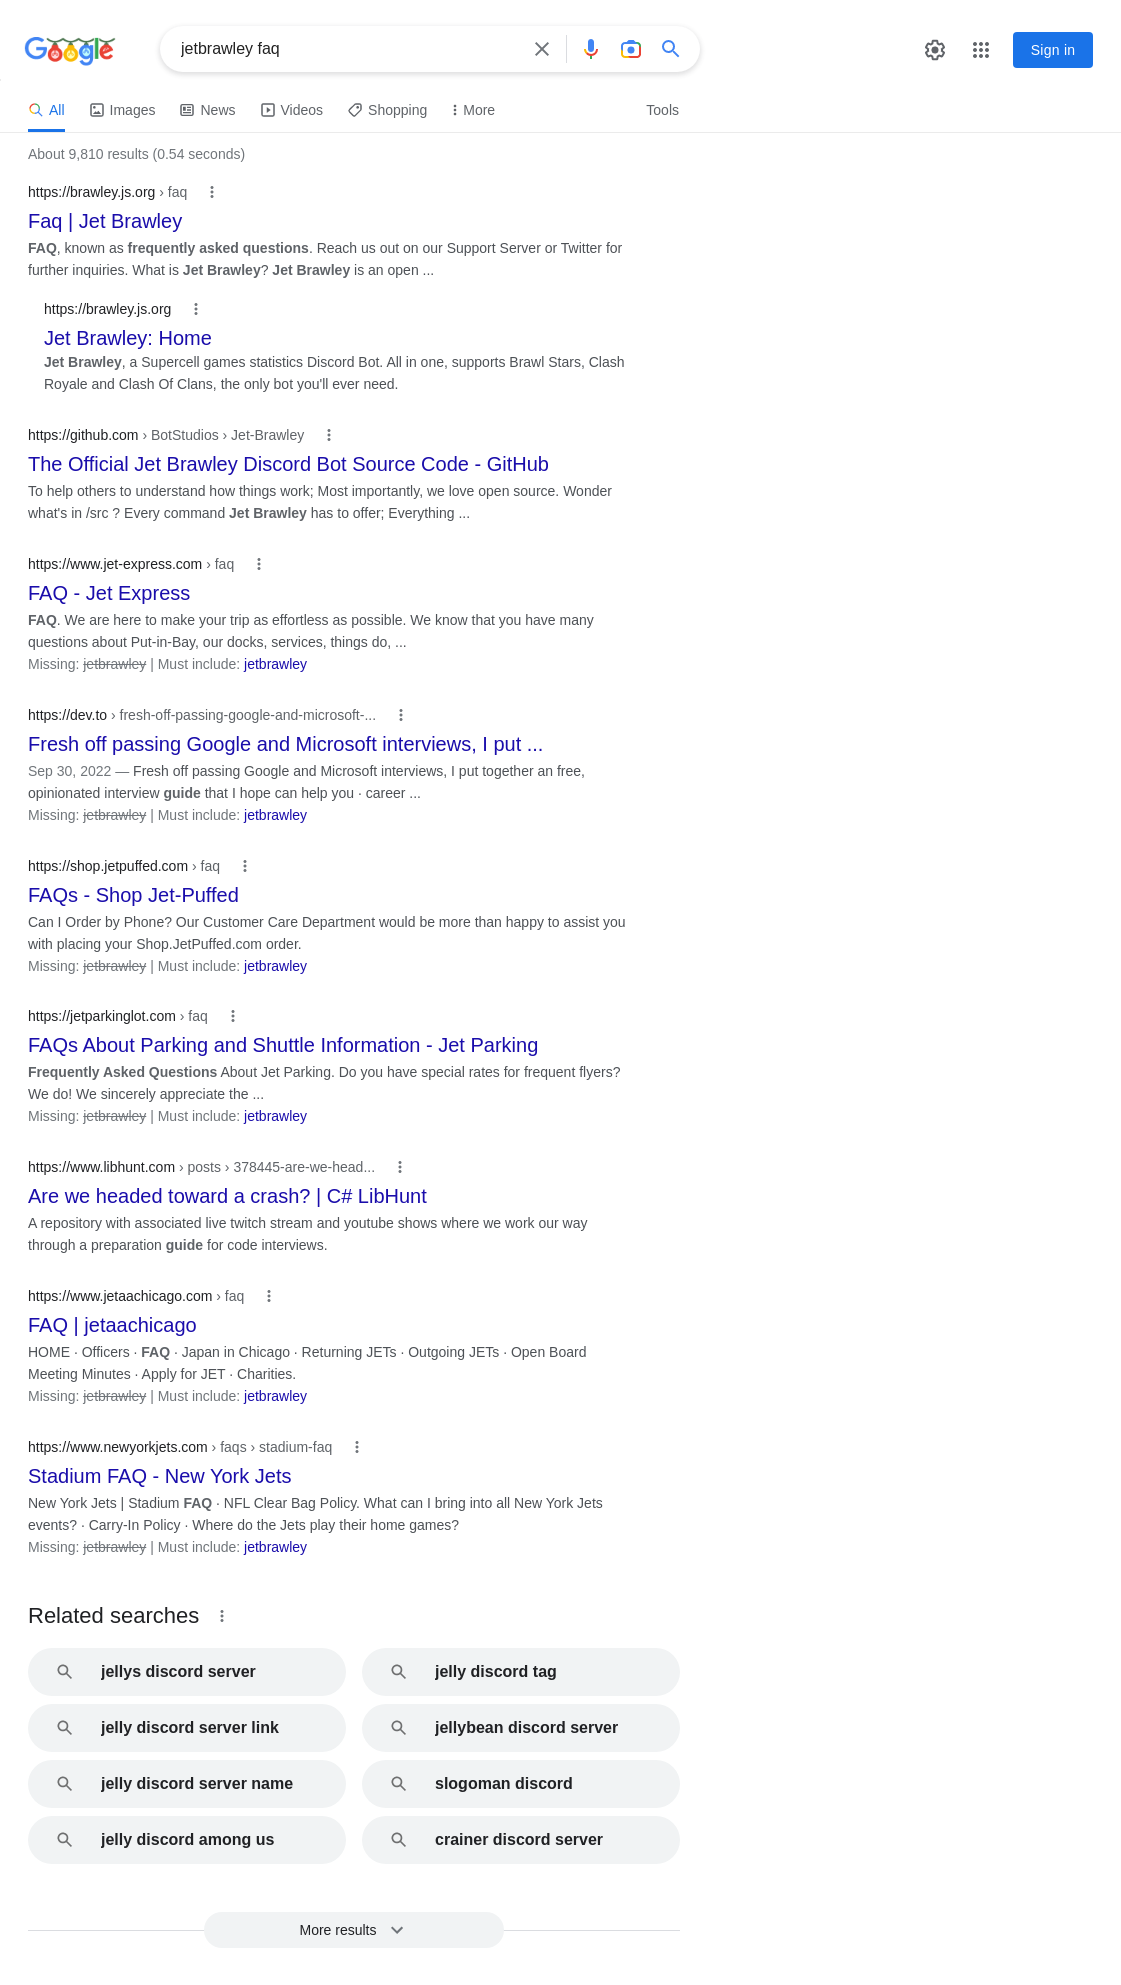 Google
jetbrawley faq
Sign in
All Images News Videos Shopping More Tools
About 9,810 results (0.54 seconds)
https://brawley.js.org › faq
Faq | Jet Brawley
FAQ, known as frequently asked questions. Reach us out on our Support Server or Twitter for
further inquiries. What is Jet Brawley? Jet Brawley is an open ...
https://brawley.js.org
Jet Brawley: Home
Jet Brawley, a Supercell games statistics Discord Bot. All in one, supports Brawl Stars, Clash
Royale and Clash Of Clans, the only bot you'll ever need.
https://github.com › BotStudios › Jet-Brawley
The Official Jet Brawley Discord Bot Source Code - GitHub
To help others to understand how things work; Most importantly, we love open source. Wonder
what's in /src ? Every command Jet Brawley has to offer; Everything ...
https://www.jet-express.com › faq
FAQ - Jet Express
FAQ. We are here to make your trip as effortless as possible. We know that you have many
questions about Put-in-Bay, our docks, services, things do, ...
Missing: jetbrawley | Must include: jetbrawley
https://dev.to › fresh-off-passing-google-and-microsoft-...
Fresh off passing Google and Microsoft interviews, I put ...
Sep 30, 2022 — Fresh off passing Google and Microsoft interviews, I put together an free,
opinionated interview guide that I hope can help you · career ...
Missing: jetbrawley | Must include: jetbrawley
https://shop.jetpuffed.com › faq
FAQs - Shop Jet-Puffed
Can I Order by Phone? Our Customer Care Department would be more than happy to assist you
with placing your Shop.JetPuffed.com order.
Missing: jetbrawley | Must include: jetbrawley
https://jetparkinglot.com › faq
FAQs About Parking and Shuttle Information - Jet Parking
Frequently Asked Questions About Jet Parking. Do you have special rates for frequent flyers?
We do! We sincerely appreciate the ...
Missing: jetbrawley | Must include: jetbrawley
https://www.libhunt.com › posts › 378445-are-we-head...
Are we headed toward a crash? | C# LibHunt
A repository with associated live twitch stream and youtube shows where we work our way
through a preparation guide for code interviews.
https://www.jetaachicago.com › faq
FAQ | jetaachicago
HOME · Officers · FAQ · Japan in Chicago · Returning JETs · Outgoing JETs · Open Board
Meeting Minutes · Apply for JET · Charities.
Missing: jetbrawley | Must include: jetbrawley
https://www.newyorkjets.com › faqs › stadium-faq
Stadium FAQ - New York Jets
New York Jets | Stadium FAQ · NFL Clear Bag Policy. What can I bring into all New York Jets
events? · Carry-In Policy · Where do the Jets play their home games?
Missing: jetbrawley | Must include: jetbrawley
Related searches
jellys discord server
jelly discord tag
jelly discord server link
jellybean discord server
jelly discord server name
slogoman discord
jelly discord among us
crainer discord server
More results